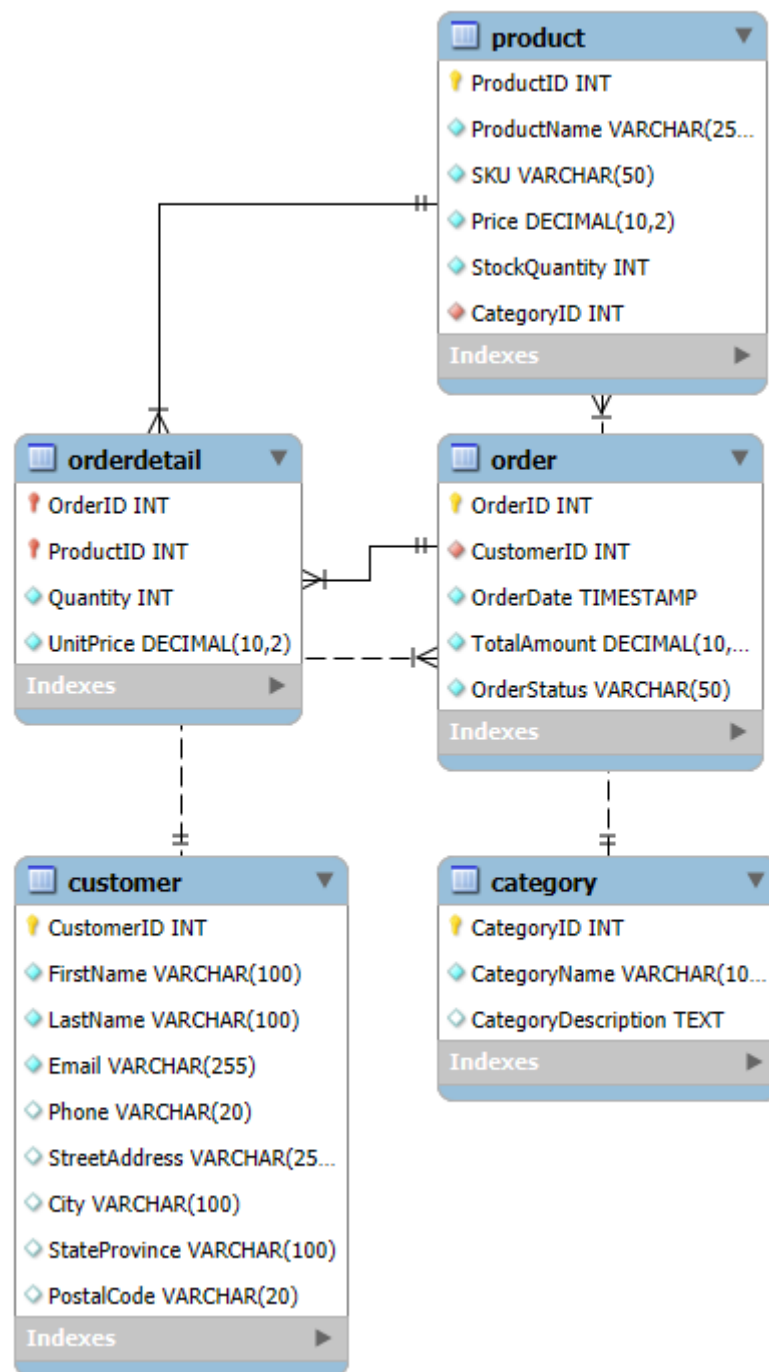 product
ProductID INT
ProductName VARCHAR(25...
SKU VARCHAR(50)
Price DECIMAL(10,2)
StockQuantity INT
CategoryID INT
Indexes
orderdetail
OrderID INT
ProductID INT
Quantity INT
UnitPrice DECIMAL(10,2)
Indexes
order
OrderID INT
CustomerID INT
OrderDate TIMESTAMP
TotalAmount DECIMAL(10,...
OrderStatus VARCHAR(50)
Indexes
customer
CustomerID INT
FirstName VARCHAR(100)
LastName VARCHAR(100)
Email VARCHAR(255)
Phone VARCHAR(20)
StreetAddress VARCHAR(25...
City VARCHAR(100)
StateProvince VARCHAR(100)
PostalCode VARCHAR(20)
Indexes
category
CategoryID INT
CategoryName VARCHAR(10...
CategoryDescription TEXT
Indexes